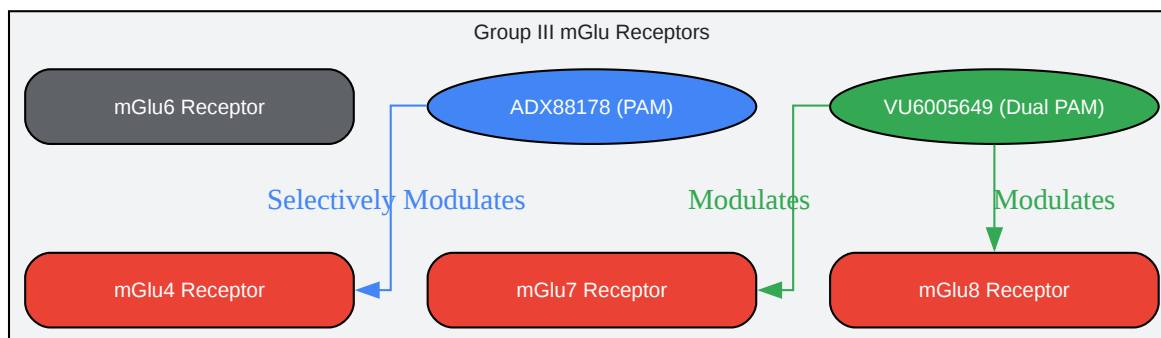 Group III mGlu Receptors
mGlu6 Receptor
ADX88178 (PAM)
VU6005649 (Dual PAM)
Selectively Modulates
Modulates
Modulates
mGlu4 Receptor
mGlu7 Receptor
mGlu8 Receptor